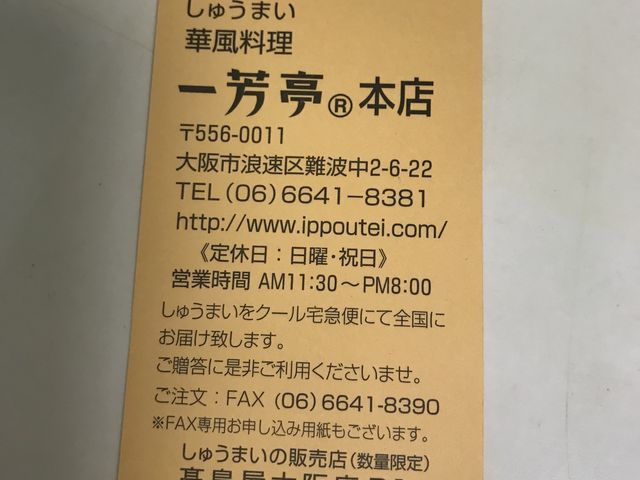 しゅうまい
華風料理
一芳亭®本店
〒556-0011
大阪市浪速区難波中2-6-22
TEL(06)6641-8381
http://www.ippoutei.com/
《定休日：日曜・祝日》
営業時間 AM11:30～PM8:00
しゅうまいをクール宅急便にて全国に
お届け致します。
ご贈答に是非ご利用くださいませ。
ご注文：FAX (06)6641-8390
※FAX専用お申し込み用紙もございます。
しゅうまいの販売店(数量限定)
髙島屋大阪店